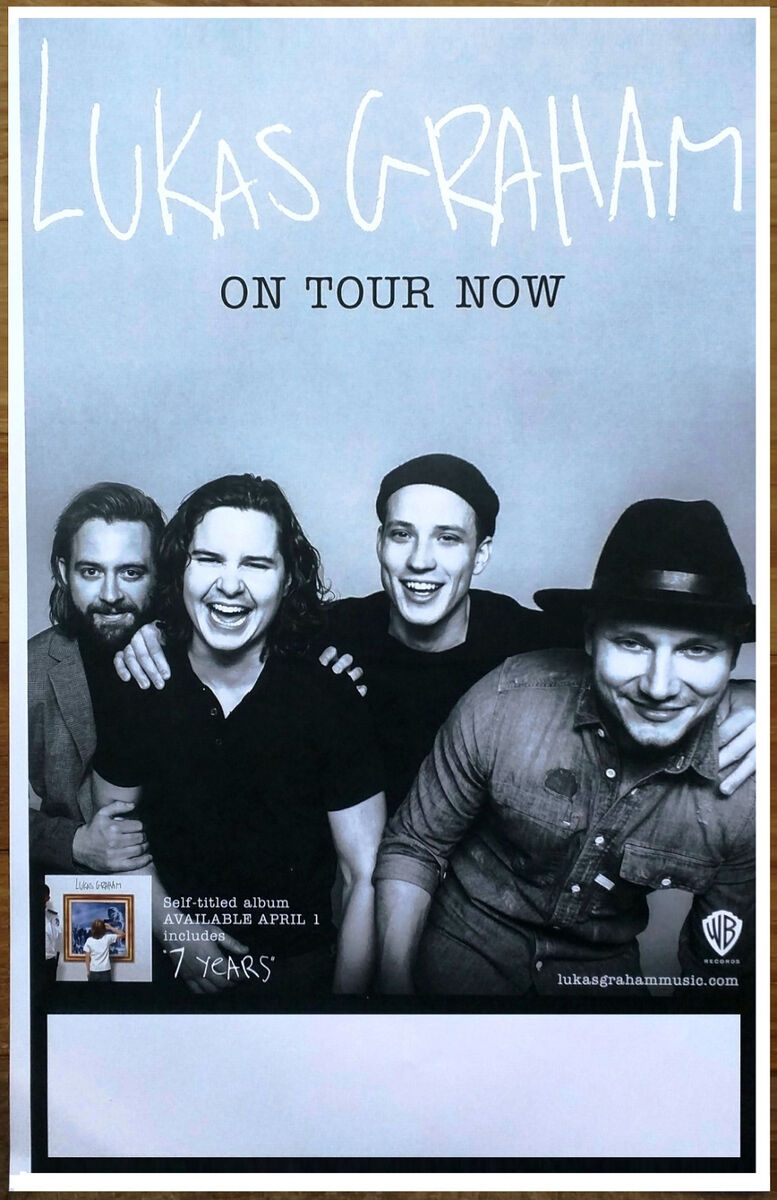 LUKAS GRAHAM
ON TOUR NOW
LUKAS GRAHAM
Self-titled album
AVAILABLE APRIL 1
includes
"7 YEARS"
WB
RECORDS
lukasgrahammusic.com